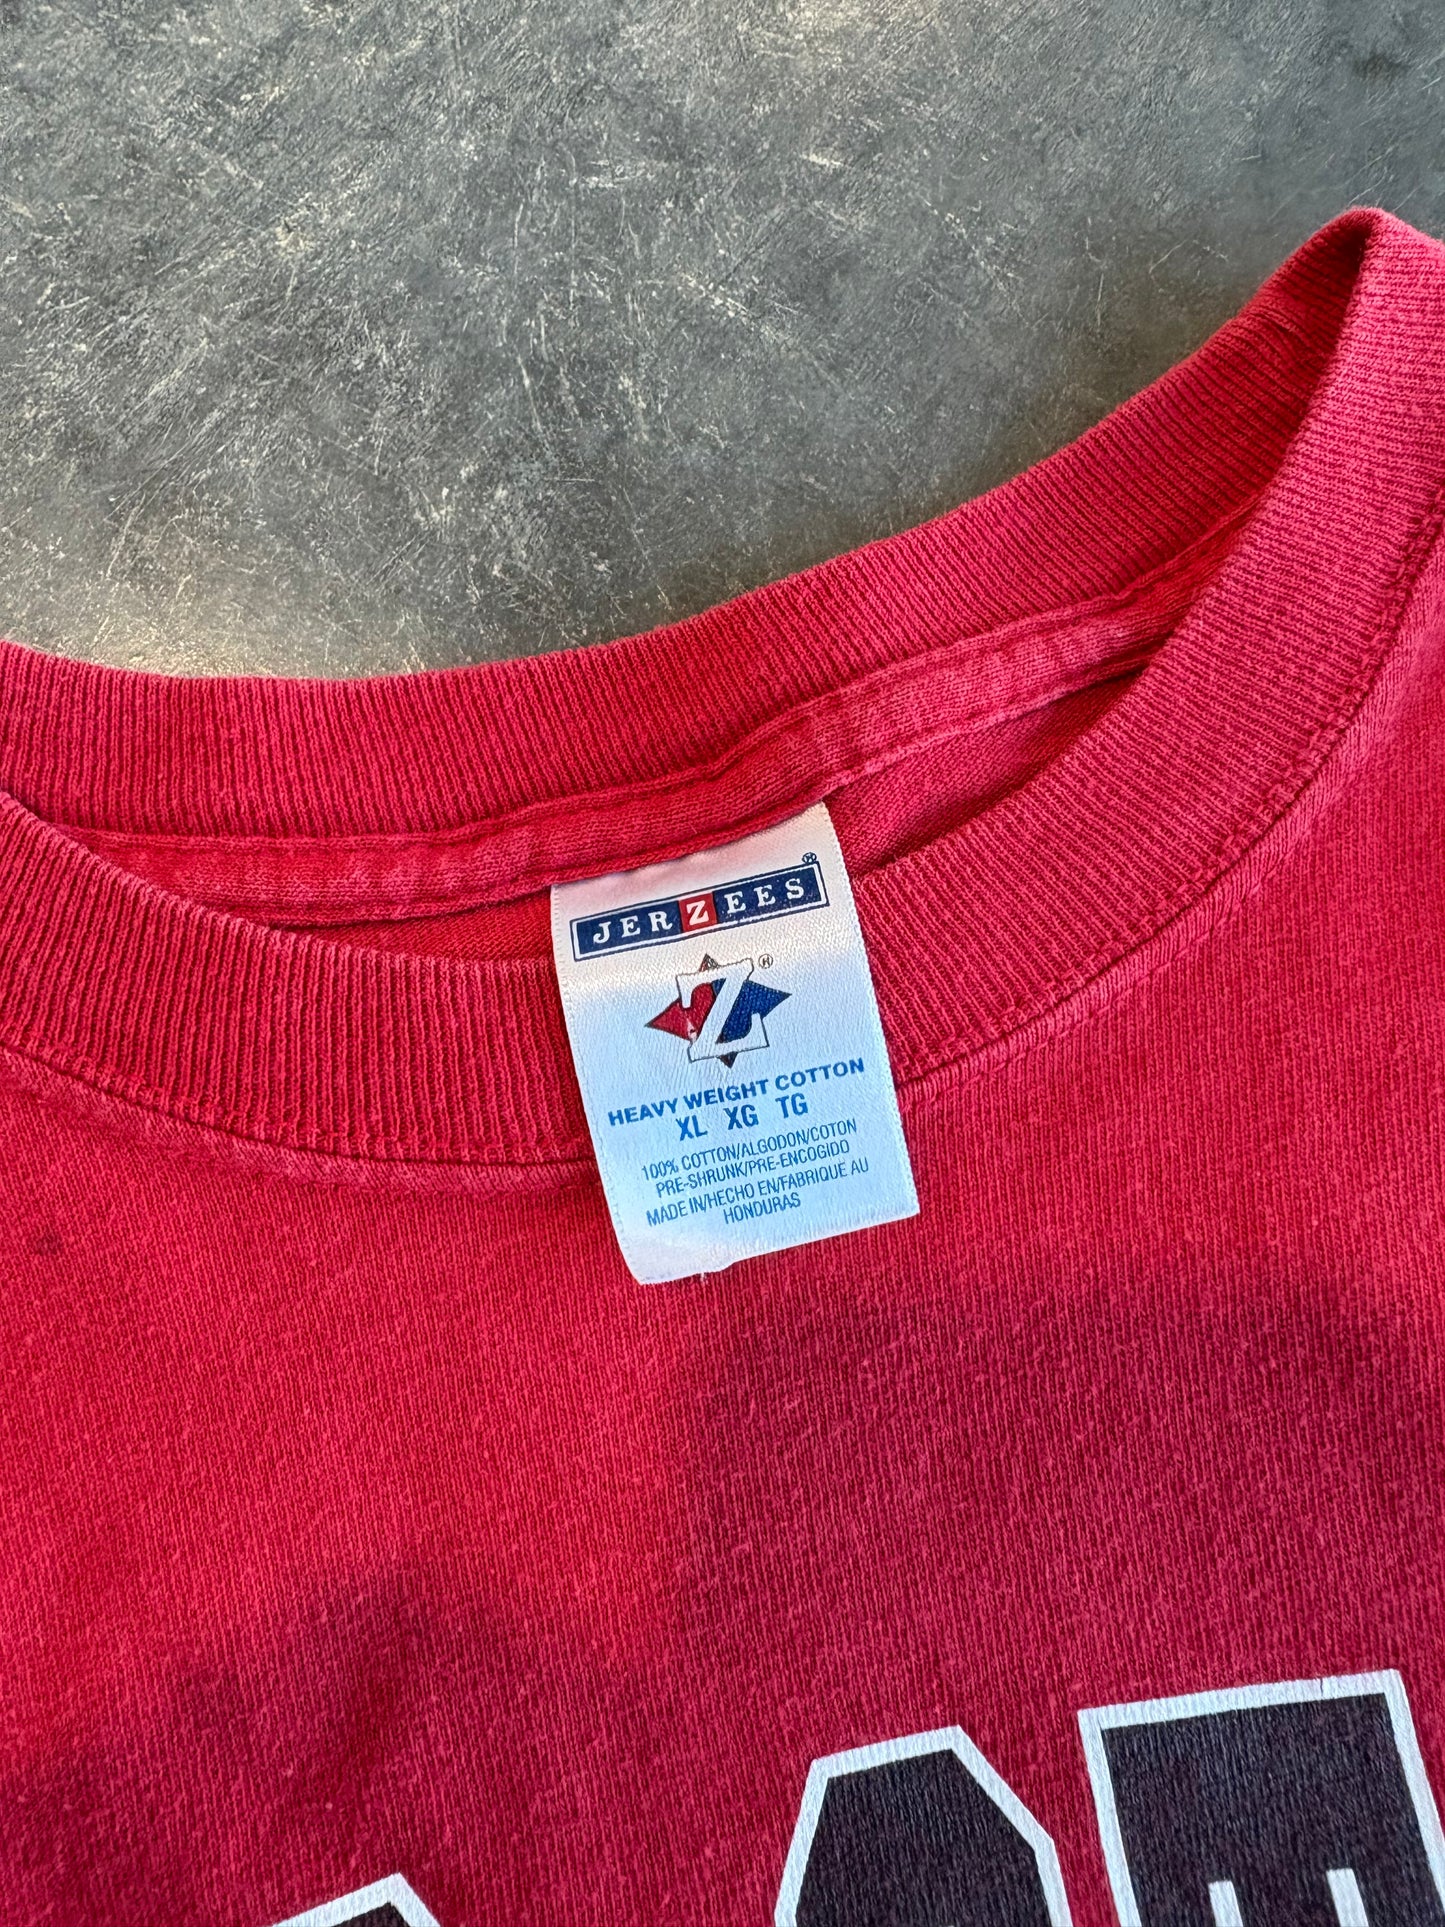 JERZEES®
Z®
HEAVY WEIGHT COTTON
XL XG TG
100% COTTON/ALGODON/COTON
PRE-SHRUNK/PRE-ENCOGIDO
MADE IN/HECHO EN/FABRIQUE AU
HONDURAS